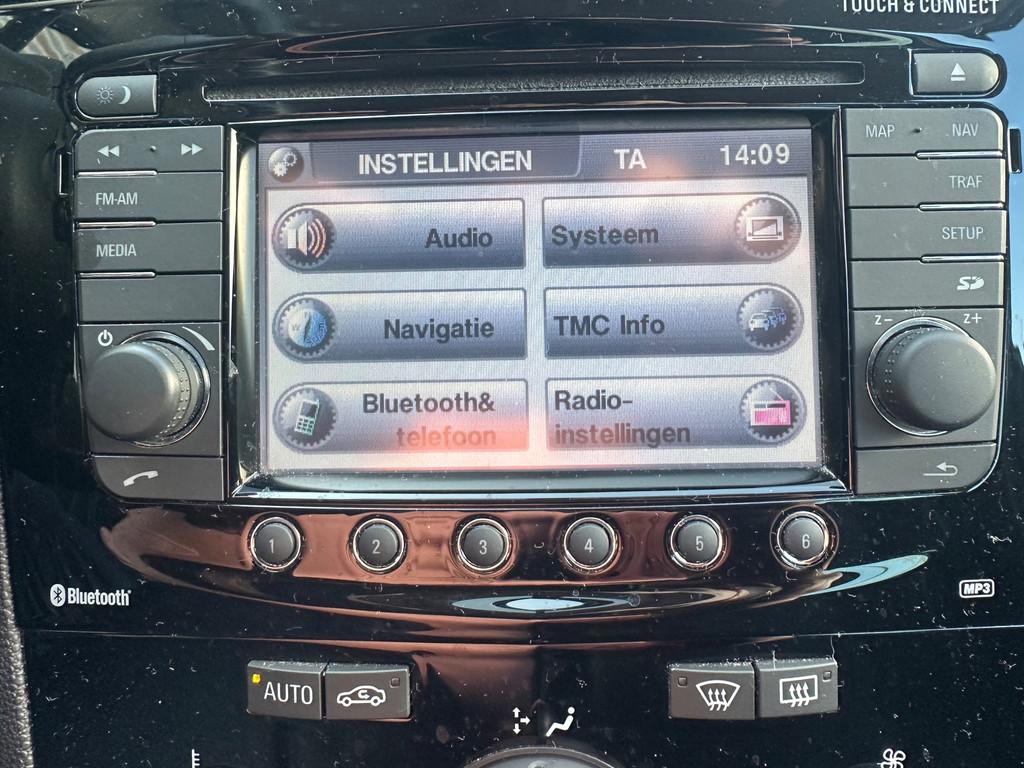 TOUCH & CONNECT
INSTELLINGEN TA 14:09
MAP NAV
FM-AM
TRAF
MEDIA
SETUP
Audio
Systeem
Navigatie
TMC Info
Bluetooth&
telefoon
Radio-
instellingen
z- z+
1 2 3 4 5 6
Bluetooth
MP3
AUTO